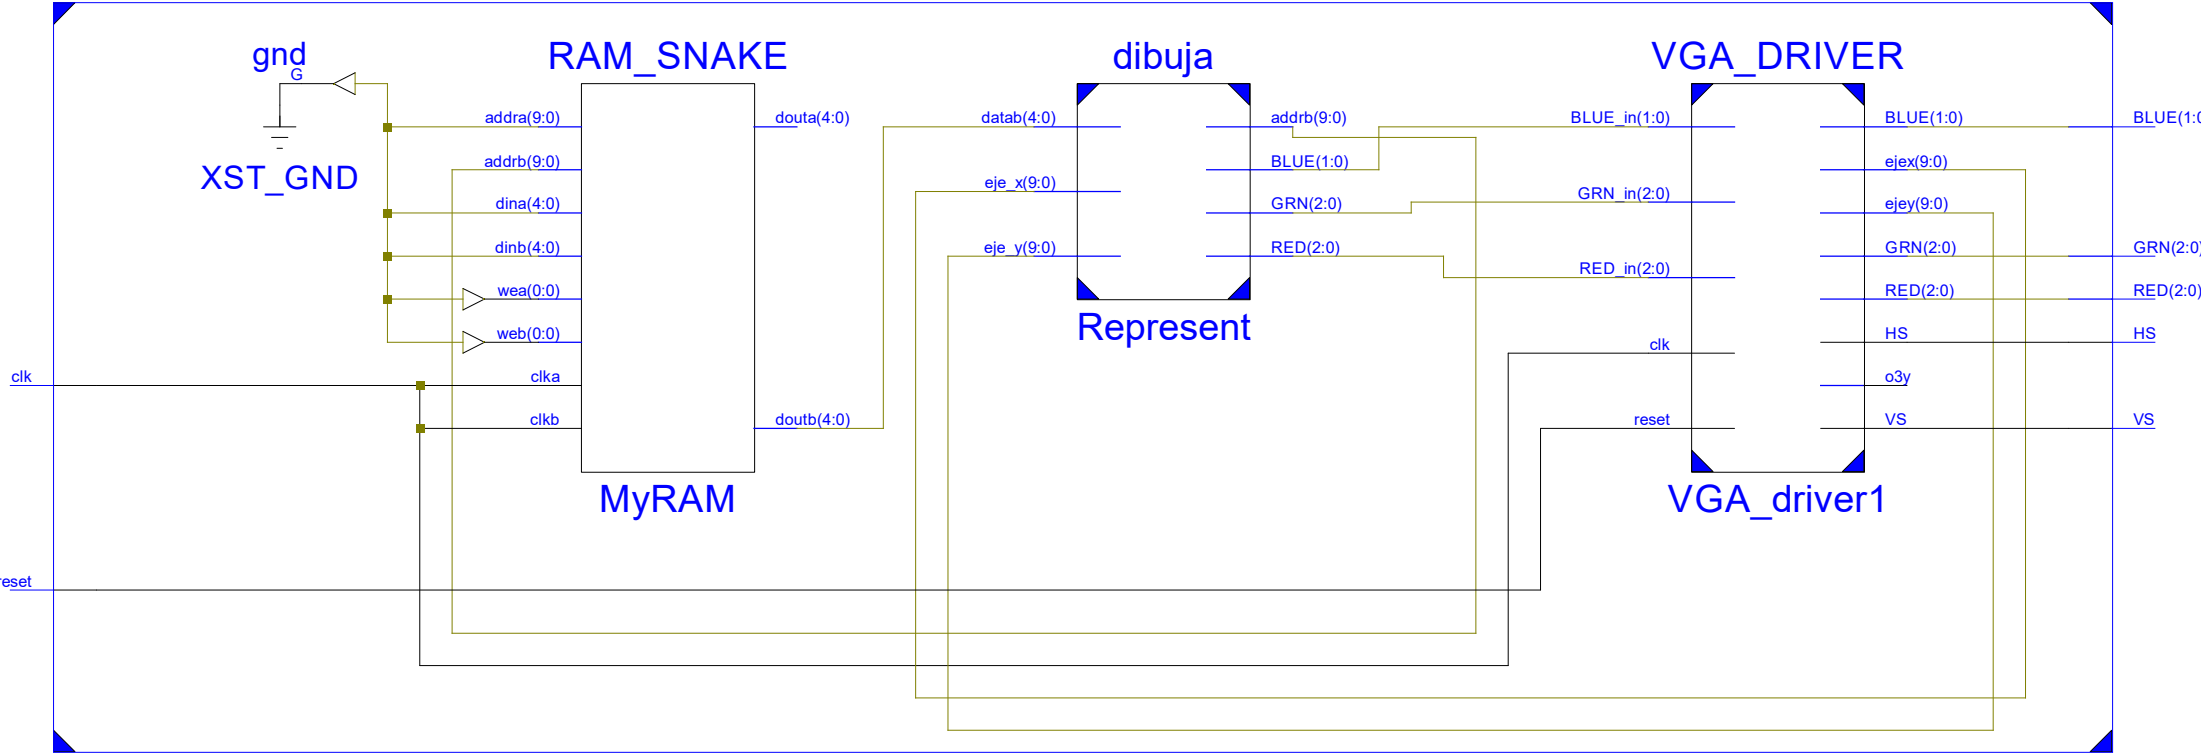 gnd
G
XST_GND
RAM_SNAKE
addra(9:0)
addrb(9:0)
dina(4:0)
dinb(4:0)
wea(0:0)
web(0:0)
clka
clkb
douta(4:0)
doutb(4:0)
MyRAM
clk
reset
dibuja
datab(4:0)
eje_x(9:0)
eje_y(9:0)
addrb(9:0)
BLUE(1:0)
GRN(2:0)
RED(2:0)
Represent
VGA_DRIVER
BLUE_in(1:0)
GRN_in(2:0)
RED_in(2:0)
clk
reset
BLUE(1:0)
ejex(9:0)
ejey(9:0)
GRN(2:0)
RED(2:0)
HS
o3y
VS
VGA_driver1
BLUE(1:0
GRN(2:0)
RED(2:0)
HS
VS